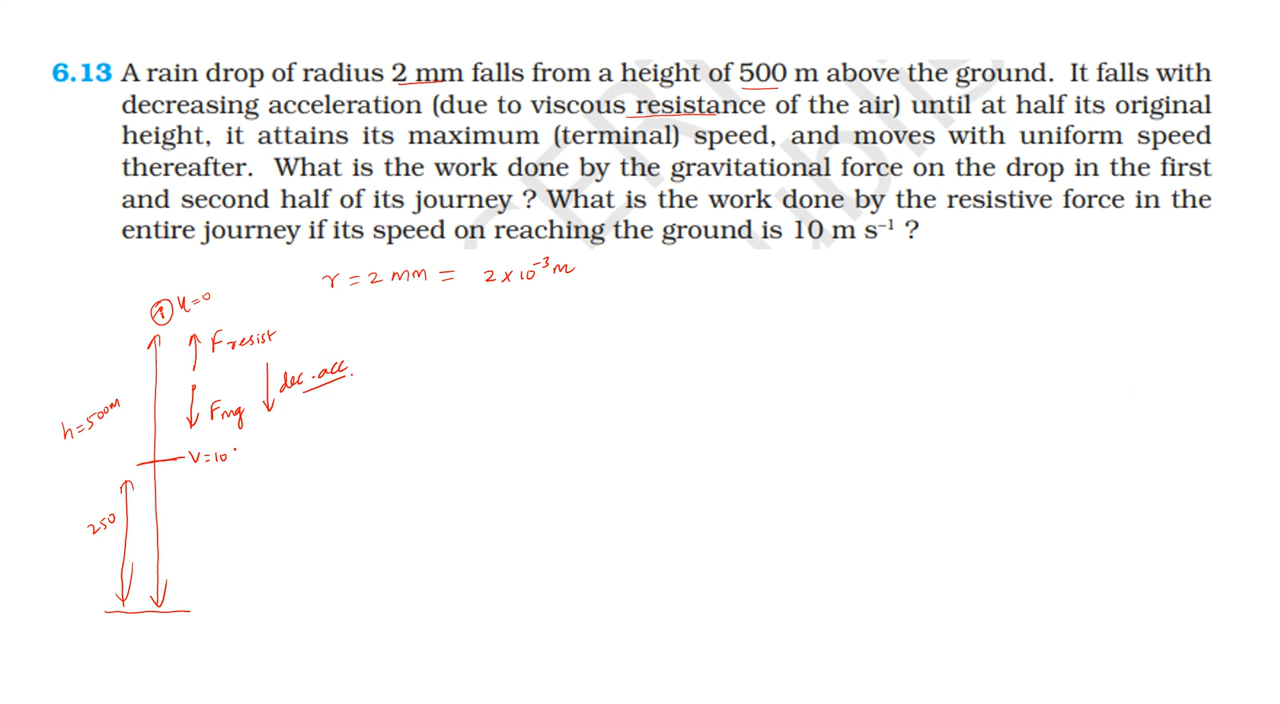 6.13 A rain drop of radius 2 mm falls from a height of 500 m above the ground. It falls with
decreasing acceleration (due to viscous resistance of the air) until at half its original
height, it attains its maximum (terminal) speed, and moves with uniform speed
thereafter. What is the work done by the gravitational force on the drop in the first
and second half of its journey ? What is the work done by the resistive force in the
entire journey if its speed on reaching the ground is 10 m s⁻¹ ?
r = 2 mm = 2 × 10⁻³ m
① u=0
F resist
dec. acc.
F mg
h=500m
V=10
250